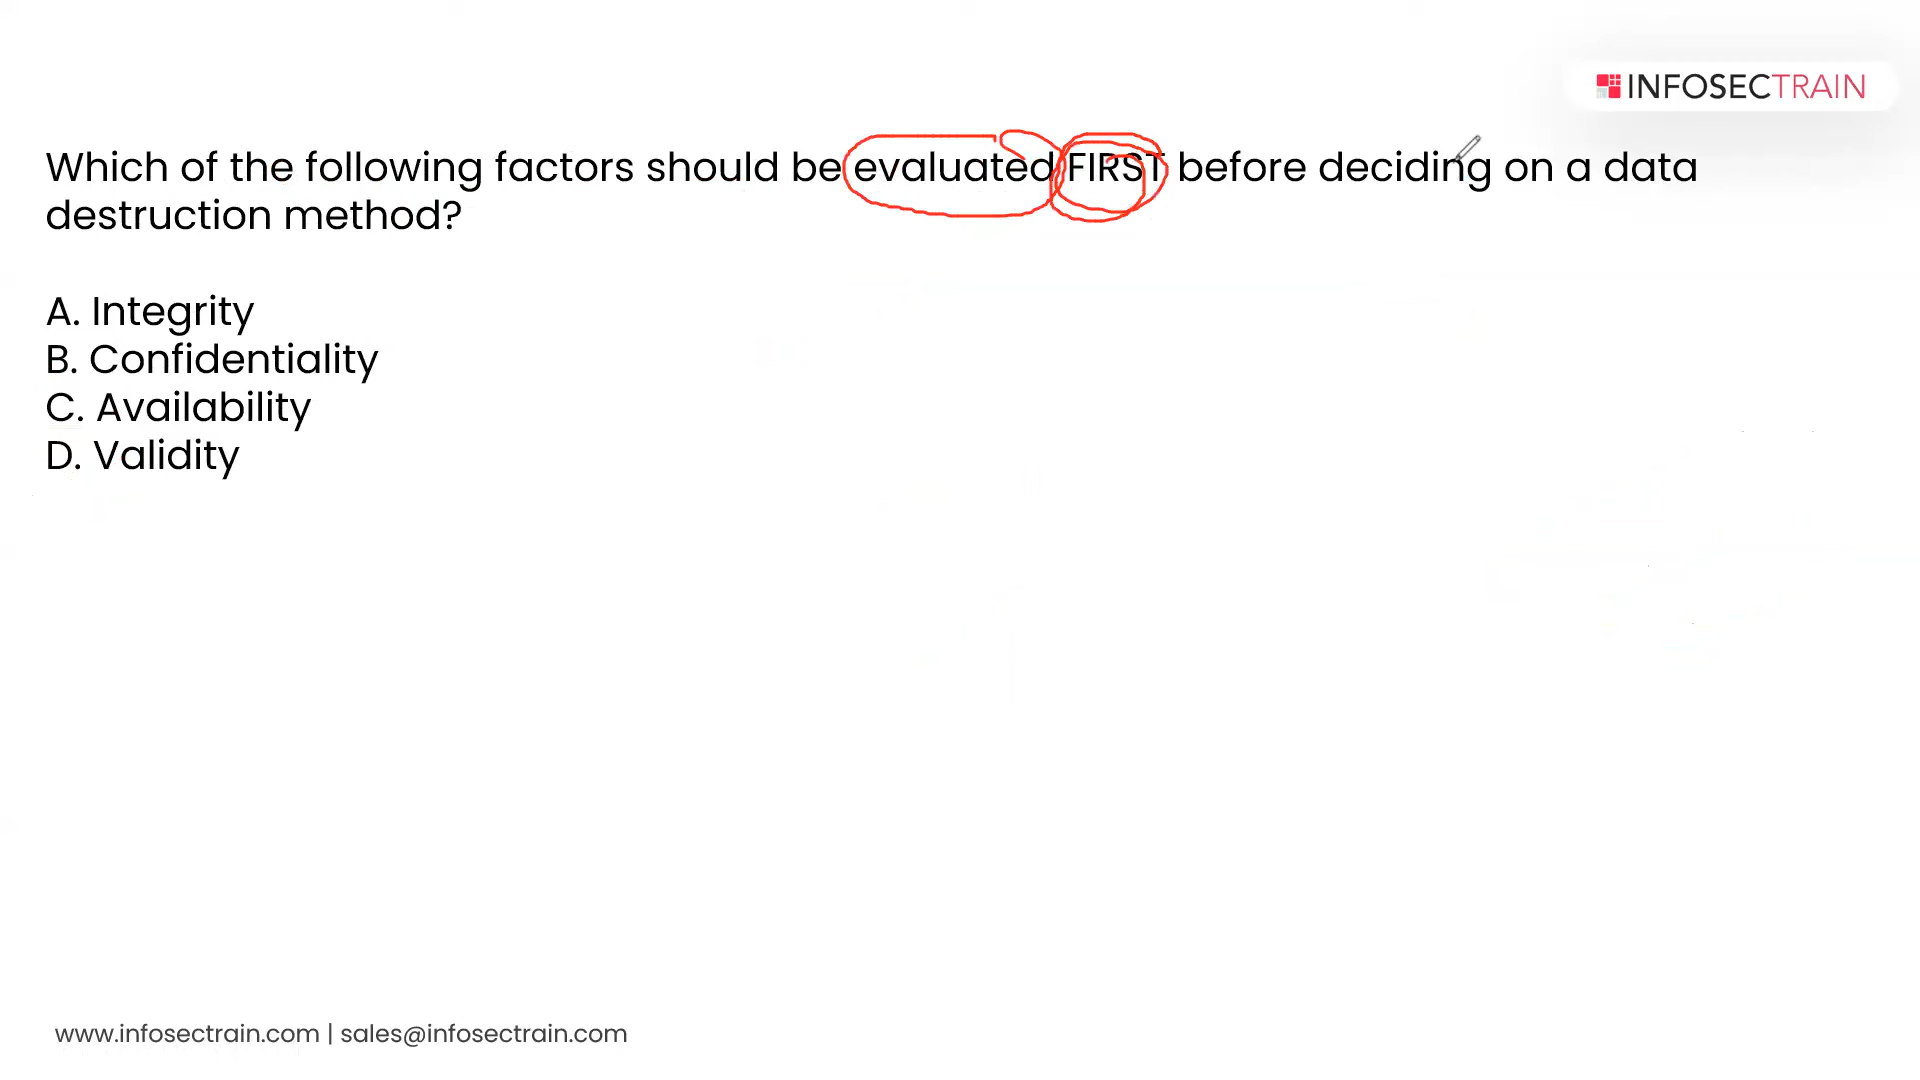 INFOSECTRAIN
Which of the following factors should be evaluated FIRST before deciding on a data
destruction method?
A. Integrity
B. Confidentiality
C. Availability
D. Validity
www.infosectrain.com | sales@infosectrain.com